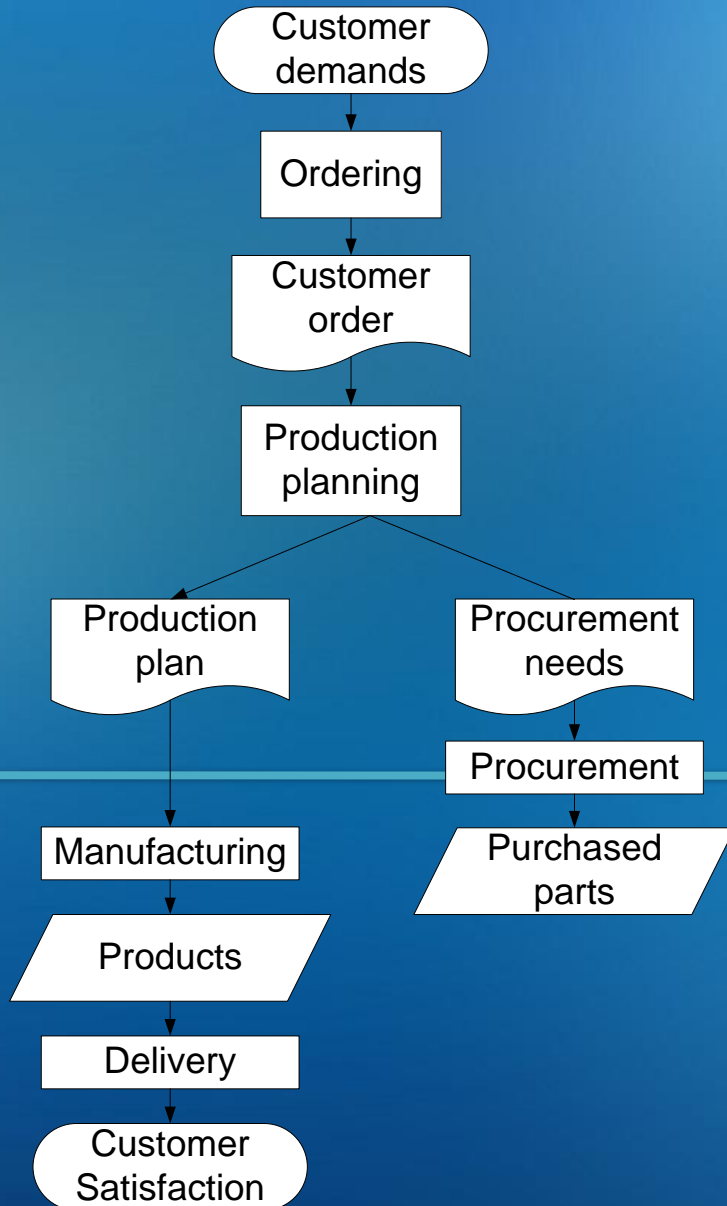 Customer
demands
Ordering
Customer
order
Production
planning
Production
plan
Procurement
needs
Procurement
Manufacturing
Purchased
parts
Products
Delivery
Customer
Satisfaction